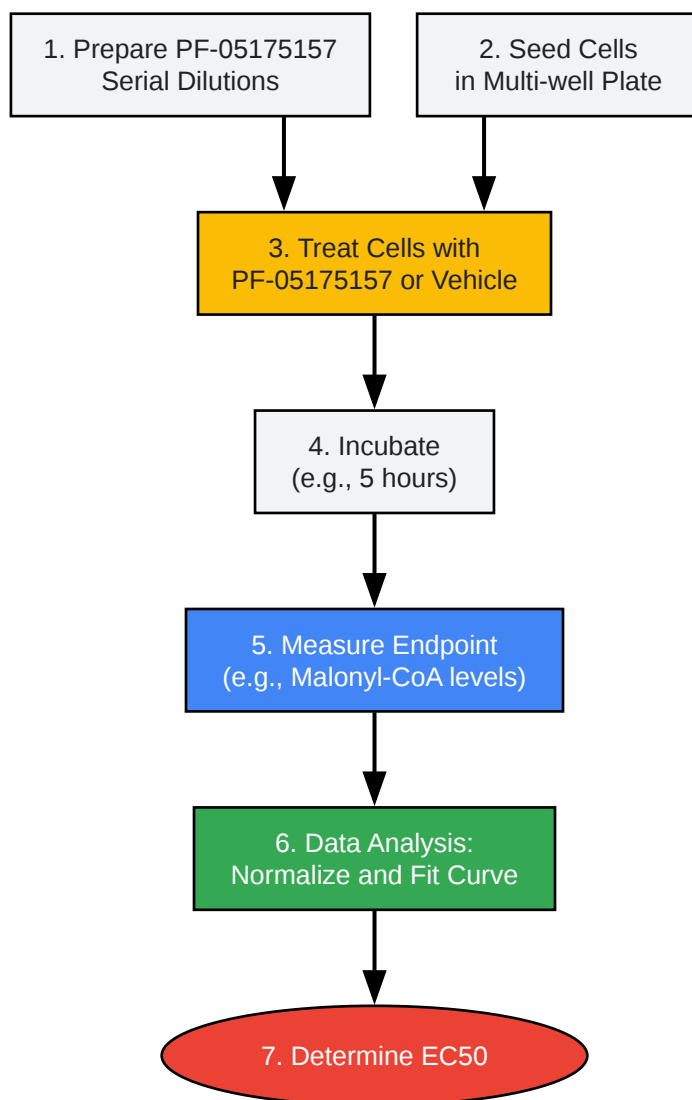 1. Prepare PF-05175157
Serial Dilutions
2. Seed Cells
in Multi-well Plate
3. Treat Cells with
PF-05175157 or Vehicle
4. Incubate
(e.g., 5 hours)
5. Measure Endpoint
(e.g., Malonyl-CoA levels)
6. Data Analysis:
Normalize and Fit Curve
7. Determine EC50